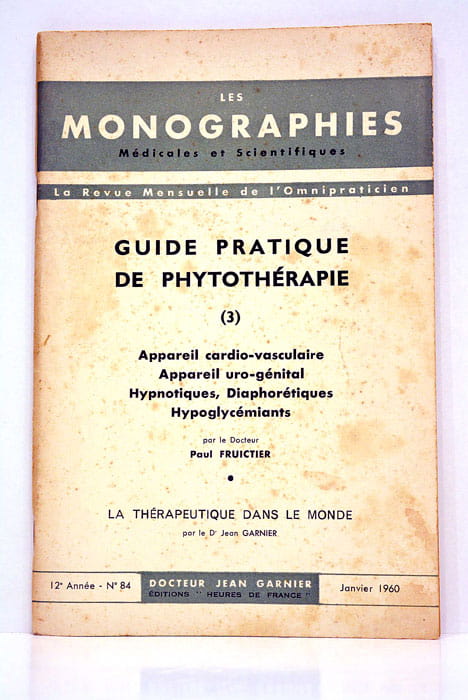 LES
MONOGRAPHIES
Médicales et Scientifiques
La Revue Mensuelle de l'Omnipraticien
GUIDE PRATIQUE
DE PHYTOTHÉRAPIE
(3)
Appareil cardio-vasculaire
Appareil uro-génital
Hypnotiques, Diaphorétiques
Hypoglycémiants
par le Docteur
Paul FRUICTIER
•
LA THÉRAPEUTIQUE DANS LE MONDE
par le Dr Jean GARNIER
12e Année - N° 84
DOCTEUR JEAN GARNIER
ÉDITIONS " HEURES DE FRANCE "
Janvier 1960